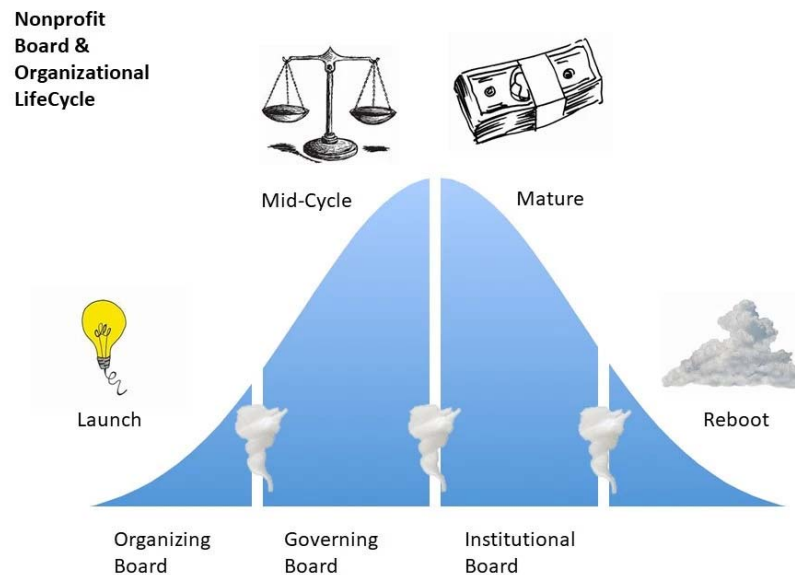 Nonprofit
Board &
Organizational
LifeCycle
Mid-Cycle
Mature
Launch
Reboot
Organizing
Board
Governing
Board
Institutional
Board